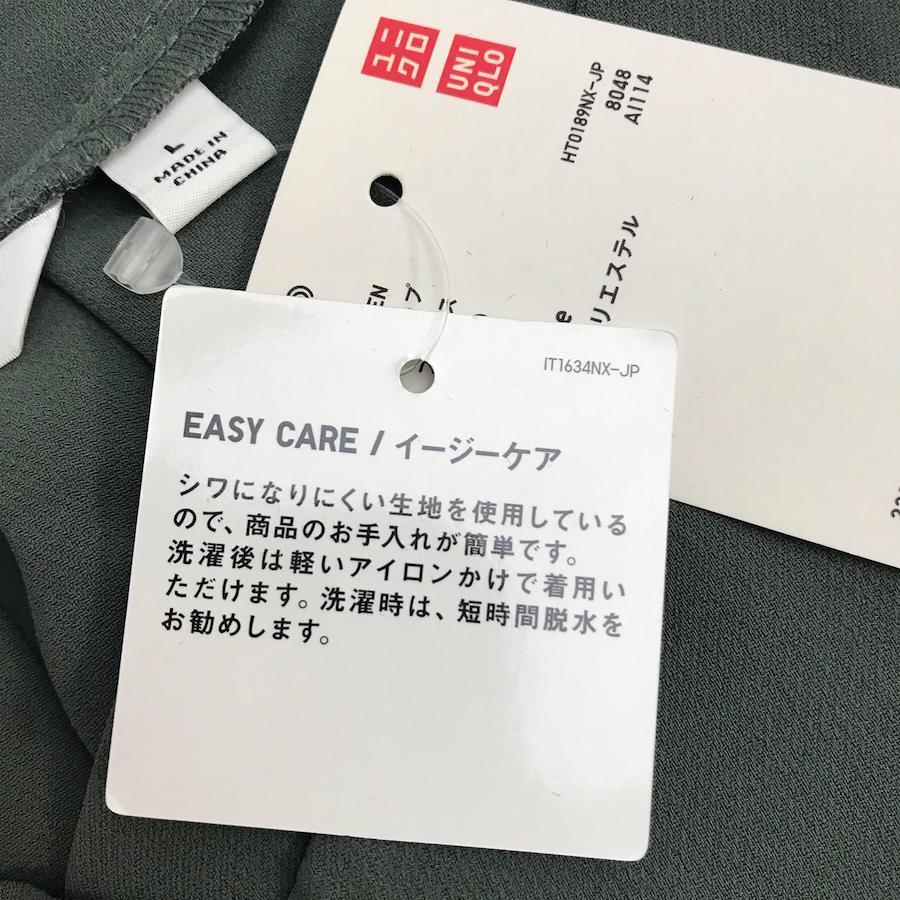 ユニ
クロ
UNI
QLO
HT0189NX-JP
8048
AI114
L
MADE IN
CHINA
IT1634NX-JP
EASY CARE / イージーケア
シワになりにくい生地を使用している
ので、商品のお手入れが簡単です。
洗濯後は軽いアイロンかけで着用い
ただけます。洗濯時は、短時間脱水を
お勧めします。
リエステル